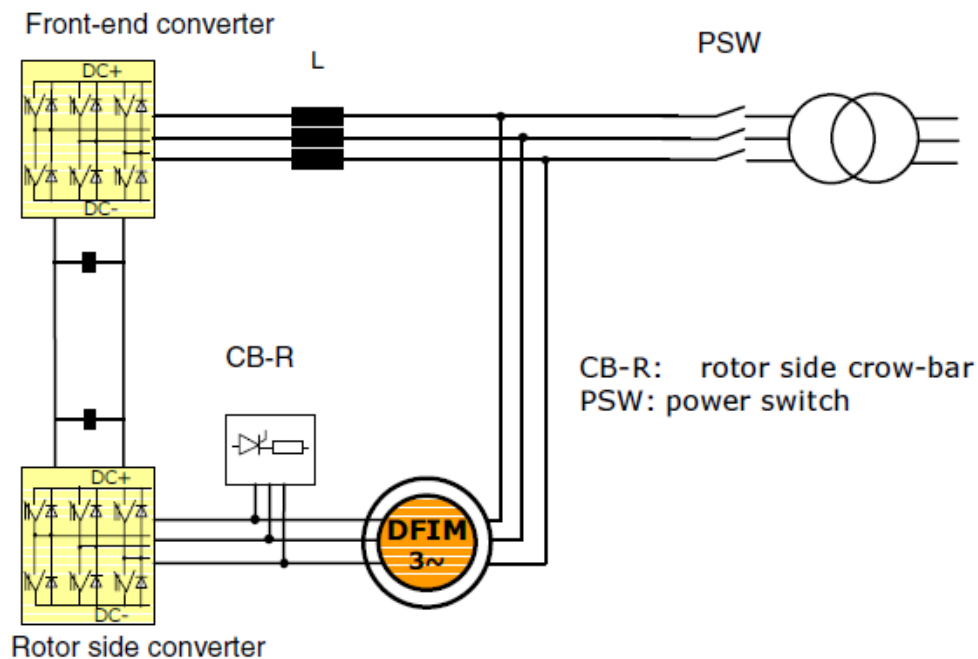 Front-end converter
PSW
L
DC+
DC-
CB-R
CB-R: rotor side crow-bar
PSW: power switch
DC+
DFIM
3~
DC-
Rotor side converter